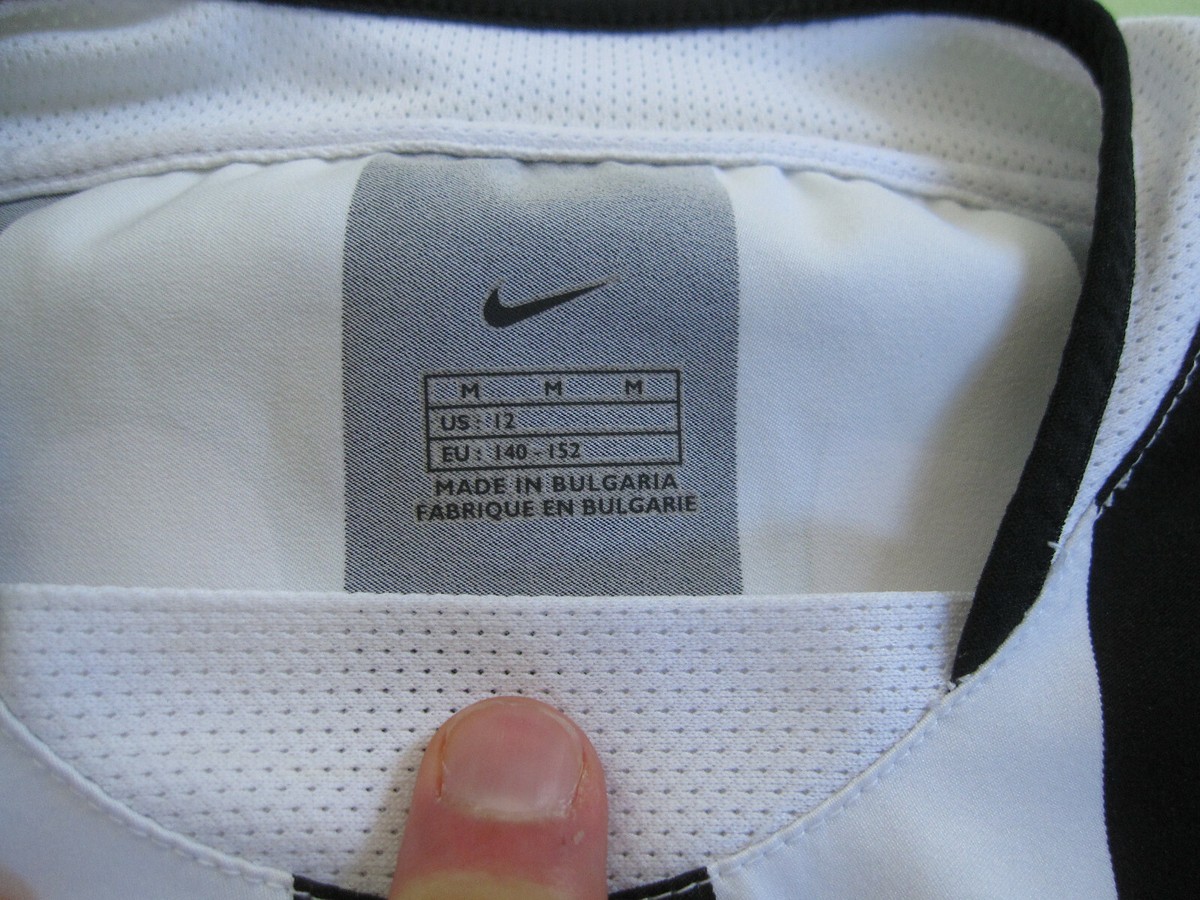 M M M
US : 12
EU : 140 - 152
MADE IN BULGARIA
FABRIQUE EN BULGARIE